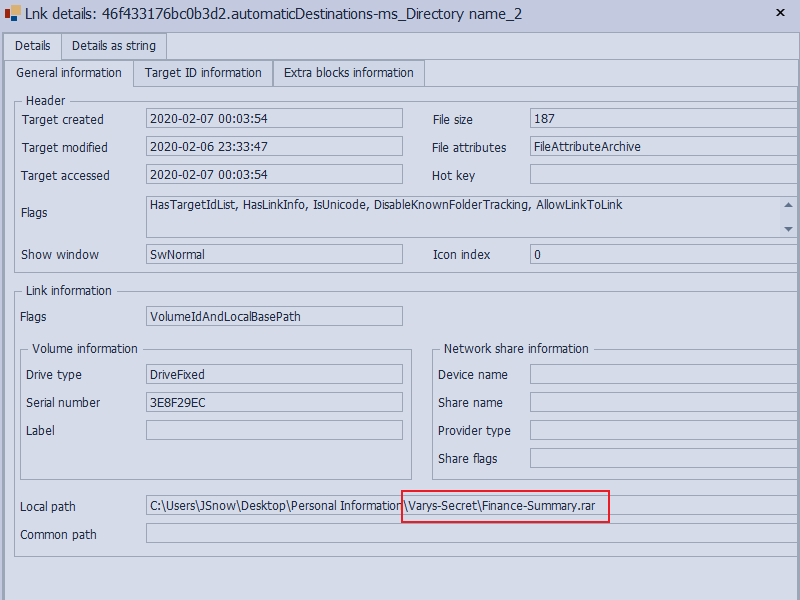 Lnk details: 46f433176bc0b3d2.automaticDestinations-ms_Directory name_2
Details Details as string
General information Target ID information Extra blocks information
Header
Target created 2020-02-07 00:03:54 File size 187
Target modified 2020-02-06 23:33:47 File attributes FileAttributeArchive
Target accessed 2020-02-07 00:03:54 Hot key
Flags HasTargetIdList, HasLinkInfo, IsUnicode, DisableKnownFolderTracking, AllowLinkToLink
Show window SwNormal Icon index 0
Link information
Flags VolumeIdAndLocalBasePath
Volume information Network share information
Drive type DriveFixed Device name
Serial number 3E8F29EC Share name
Label Provider type
Share flags
Local path C:\Users\JSnow\Desktop\Personal Information\Varys-Secret\Finance-Summary.rar
Common path